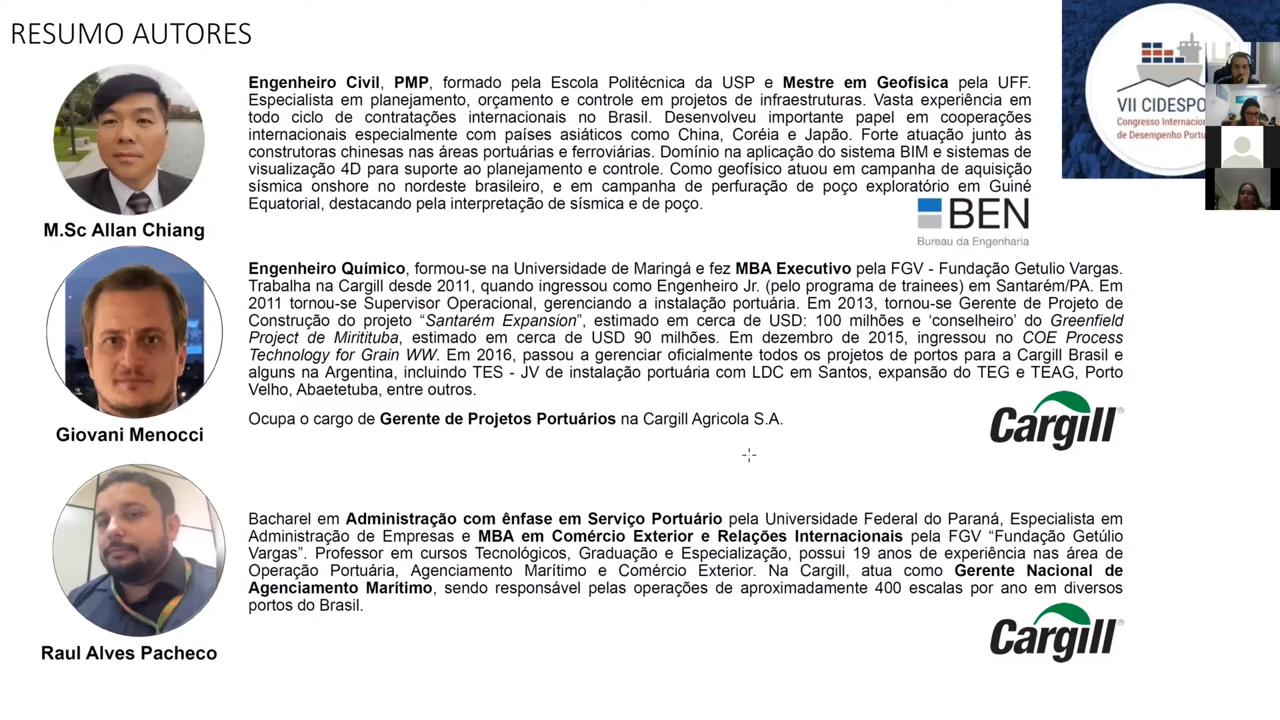 RESUMO AUTORES
Engenheiro Civil, PMP, formado pela Escola Politécnica da USP e Mestre em Geofísica pela UFF.
Especialista em planejamento, orçamento e controle em projetos de infraestruturas. Vasta experiência em
todo ciclo de contratações internacionais no Brasil. Desenvolveu importante papel em cooperações
internacionais especialmente com países asiáticos como China, Coréia e Japão. Forte atuação junto às
construtoras chinesas nas áreas portuárias e ferroviárias. Domínio na aplicação do sistema BIM e sistemas de
visualização 4D para suporte ao planejamento e controle. Como geofísico atuou em campanha de aquisição
sísmica onshore no nordeste brasileiro, e em campanha de perfuração de poço exploratório em Guiné
Equatorial, destacando pela interpretação de sísmica e de poço.
M.Sc Allan Chiang
BEN
Bureau da Engenharia
VII CIDESPO
Congresso Internacion
de Desempenho Portu
Engenheiro Químico, formou-se na Universidade de Maringá e fez MBA Executivo pela FGV - Fundação Getulio Vargas.
Trabalha na Cargill desde 2011, quando ingressou como Engenheiro Jr. (pelo programa de trainees) em Santarém/PA. Em
2011 tornou-se Supervisor Operacional, gerenciando a instalação portuária. Em 2013, tornou-se Gerente de Projeto de
Construção do projeto “Santarém Expansion”, estimado em cerca de USD: 100 milhões e ‘conselheiro’ do Greenfield
Project de Miritituba, estimado em cerca de USD 90 milhões. Em dezembro de 2015, ingressou no COE Process
Technology for Grain WW. Em 2016, passou a gerenciar oficialmente todos os projetos de portos para a Cargill Brasil e
alguns na Argentina, incluindo TES - JV de instalação portuária com LDC em Santos, expansão do TEG e TEAG, Porto
Velho, Abaetetuba, entre outros.
Ocupa o cargo de Gerente de Projetos Portuários na Cargill Agricola S.A.
Giovani Menocci
Cargill®
Bacharel em Administração com ênfase em Serviço Portuário pela Universidade Federal do Paraná, Especialista em
Administração de Empresas e MBA em Comércio Exterior e Relações Internacionais pela FGV “Fundação Getúlio
Vargas”. Professor em cursos Tecnológicos, Graduação e Especialização, possui 19 anos de experiência nas área de
Operação Portuária, Agenciamento Marítimo e Comércio Exterior. Na Cargill, atua como Gerente Nacional de
Agenciamento Marítimo, sendo responsável pelas operações de aproximadamente 400 escalas por ano em diversos
portos do Brasil.
Raul Alves Pacheco
Cargill®